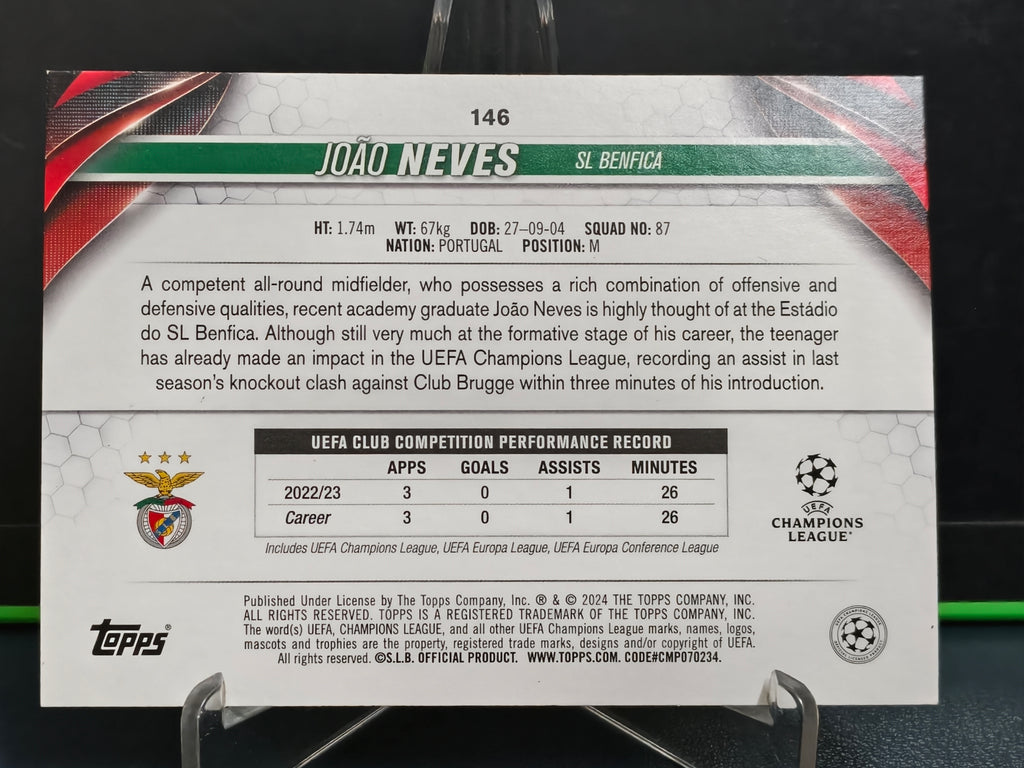 146
JOÃO NEVES SL BENFICA
HT: 1.74m WT: 67kg DOB: 27–09–04 SQUAD NO: 87
NATION: PORTUGAL POSITION: M
A competent all-round midfielder, who possesses a rich combination of offensive and
defensive qualities, recent academy graduate João Neves is highly thought of at the Estádio
do SL Benfica. Although still very much at the formative stage of his career, the teenager
has already made an impact in the UEFA Champions League, recording an assist in last
season's knockout clash against Club Brugge within three minutes of his introduction.
UEFA CLUB COMPETITION PERFORMANCE RECORD
APPS GOALS ASSISTS MINUTES
2022/23 3 0 1 26
Career 3 0 1 26
Includes UEFA Champions League, UEFA Europa League, UEFA Europa Conference League
UEFA
CHAMPIONS
LEAGUE®
Published Under License by The Topps Company, Inc. ® & © 2024 THE TOPPS COMPANY, INC.
ALL RIGHTS RESERVED. TOPPS IS A REGISTERED TRADEMARK OF THE TOPPS COMPANY, INC.
The word(s) UEFA, CHAMPIONS LEAGUE, and all other UEFA Champions League marks, names, logos,
mascots and trophies are the property, registered trade marks, designs and/or copyright of UEFA.
All rights reserved. ©S.L.B. OFFICIAL PRODUCT. WWW.TOPPS.COM. CODE#CMP070234.
topps®